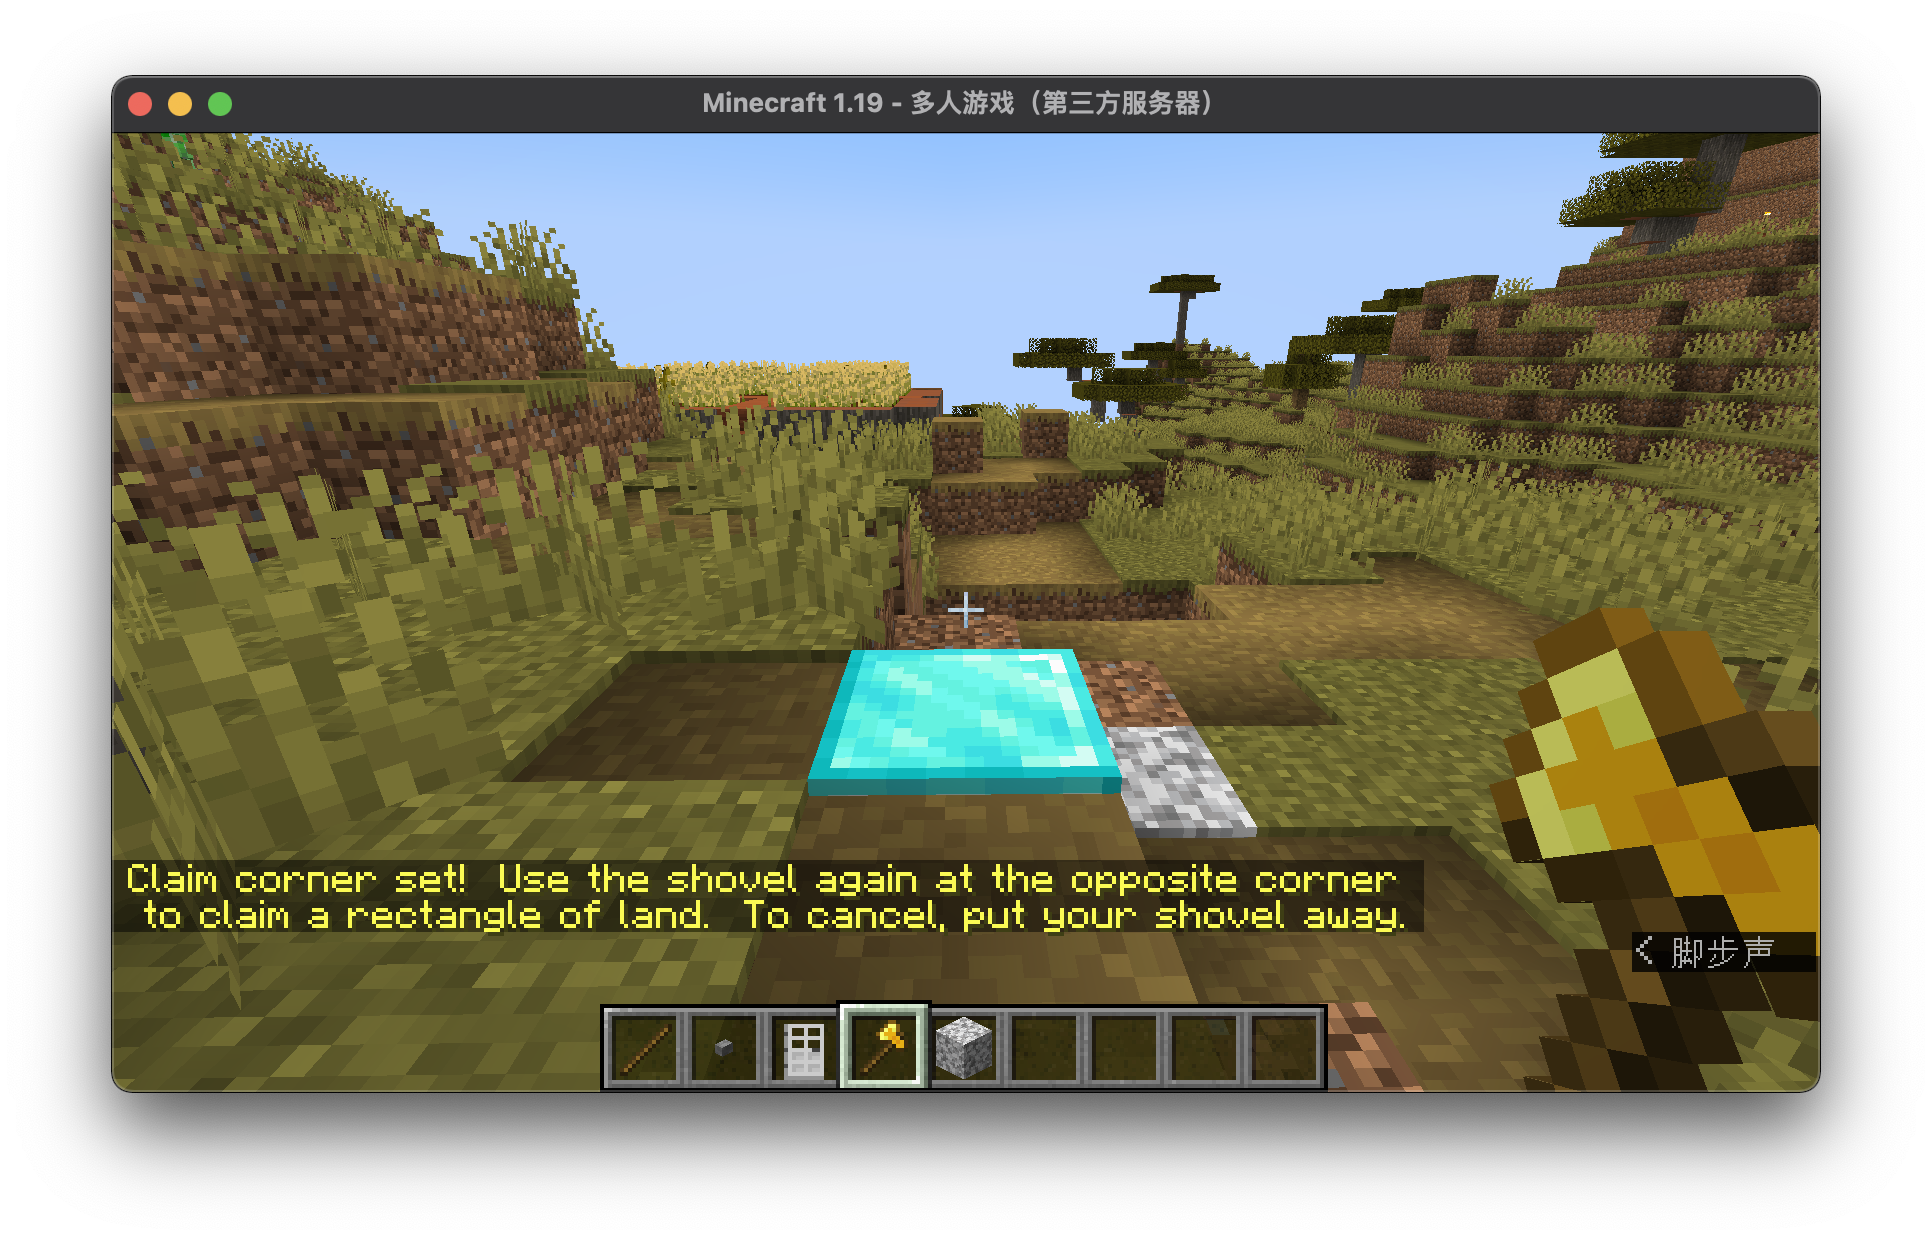 Minecraft 1.19 - 多人游戏（第三方服务器）
Claim corner set!  Use the shovel again at the opposite corner
to claim a rectangle of land.  To cancel, put your shovel away.
< 脚步声